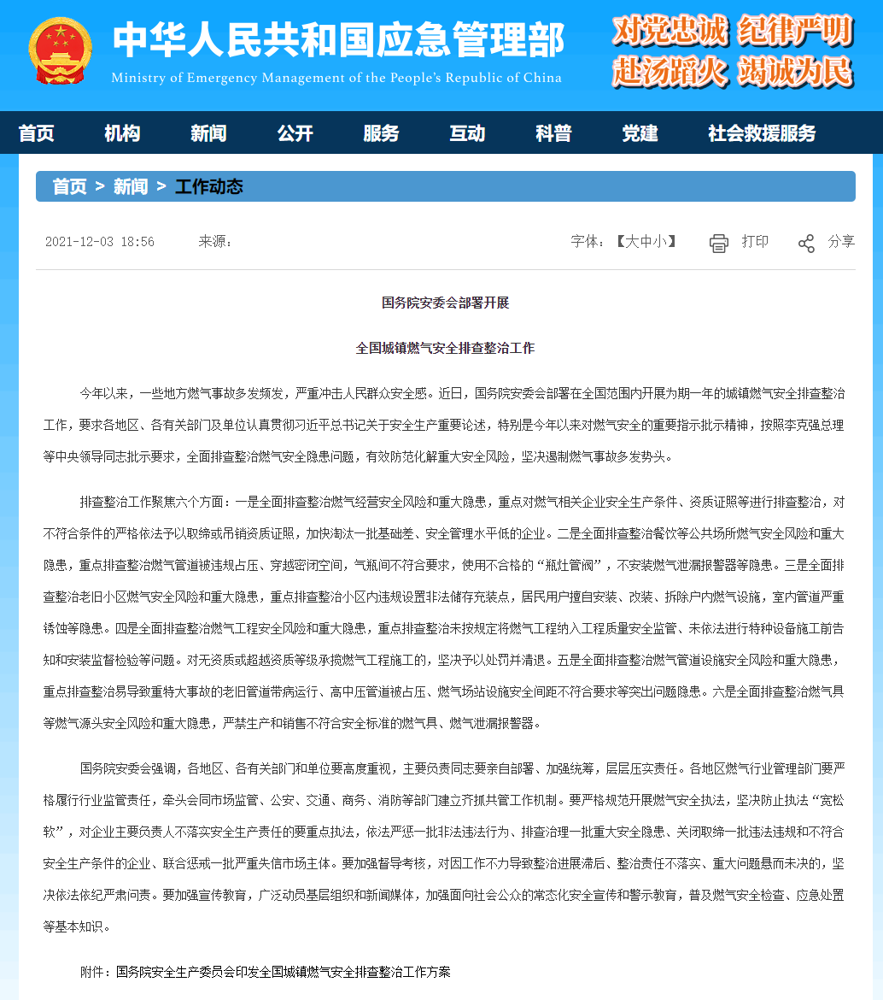 中华人民共和国应急管理部
Ministry of Emergency Management of the People's Republic of China
对党忠诚 纪律严明
赴汤蹈火 竭诚为民
首页 机构 新闻 公开 服务 互动 科普 党建 社会救援服务
首页 > 新闻 > 工作动态
2021-12-03 18:56 来源： 字体：【大中小】 打印 分享
国务院安委会部署开展
全国城镇燃气安全排查整治工作
今年以来，一些地方燃气事故多发频发，严重冲击人民群众安全感。近日，国务院安委会部署在全国范围内开展为期一年的城镇燃气安全排查整治
工作，要求各地区、各有关部门及单位认真贯彻习近平总书记关于安全生产重要论述，特别是今年以来对燃气安全的重要指示批示精神，按照李克强总理
等中央领导同志批示要求，全面排查整治燃气安全隐患问题，有效防范化解重大安全风险，坚决遏制燃气事故多发势头。
排查整治工作聚焦六个方面：一是全面排查整治燃气经营安全风险和重大隐患，重点对燃气相关企业安全生产条件、资质证照等进行排查整治，对
不符合条件的严格依法予以取缔或吊销资质证照，加快淘汰一批基础差、安全管理水平低的企业。二是全面排查整治餐饮等公共场所燃气安全风险和重大
隐患，重点排查整治燃气管道被违规占压、穿越密闭空间，气瓶间不符合要求，使用不合格的“瓶灶管阀”，不安装燃气泄漏报警器等隐患。三是全面排
查整治老旧小区燃气安全风险和重大隐患，重点排查整治小区内违规设置非法储存充装点，居民用户擅自安装、改装、拆除户内燃气设施，室内管道严重
锈蚀等隐患。四是全面排查整治燃气工程安全风险和重大隐患，重点排查整治未按规定将燃气工程纳入工程质量安全监管、未依法进行特种设备施工前告
知和安装监督检验等问题。对无资质或超越资质等级承揽燃气工程施工的，坚决予以处罚并清退。五是全面排查整治燃气管道设施安全风险和重大隐患，
重点排查整治易导致重特大事故的老旧管道带病运行、高中压管道被占压、燃气场站设施安全间距不符合要求等突出问题隐患。六是全面排查整治燃气具
等燃气源头安全风险和重大隐患，严禁生产和销售不符合安全标准的燃气具、燃气泄漏报警器。
国务院安委会强调，各地区、各有关部门和单位要高度重视，主要负责同志要亲自部署、加强统筹，层层压实责任。各地区燃气行业管理部门要严
格履行行业监管责任，牵头会同市场监管、公安、交通、商务、消防等部门建立齐抓共管工作机制。要严格规范开展燃气安全执法，坚决防止执法“宽松
软”，对企业主要负责人不落实安全生产责任的要重点执法，依法严惩一批非法违法行为、排查治理一批重大安全隐患、关闭取缔一批违法违规和不符合
安全生产条件的企业、联合惩戒一批严重失信市场主体。要加强督导考核，对因工作不力导致整治进展滞后、整治责任不落实、重大问题悬而未决的，坚
决依法依纪严肃问责。要加强宣传教育，广泛动员基层组织和新闻媒体，加强面向社会公众的常态化安全宣传和警示教育，普及燃气安全检查、应急处置
等基本知识。
附件：国务院安全生产委员会印发全国城镇燃气安全排查整治工作方案